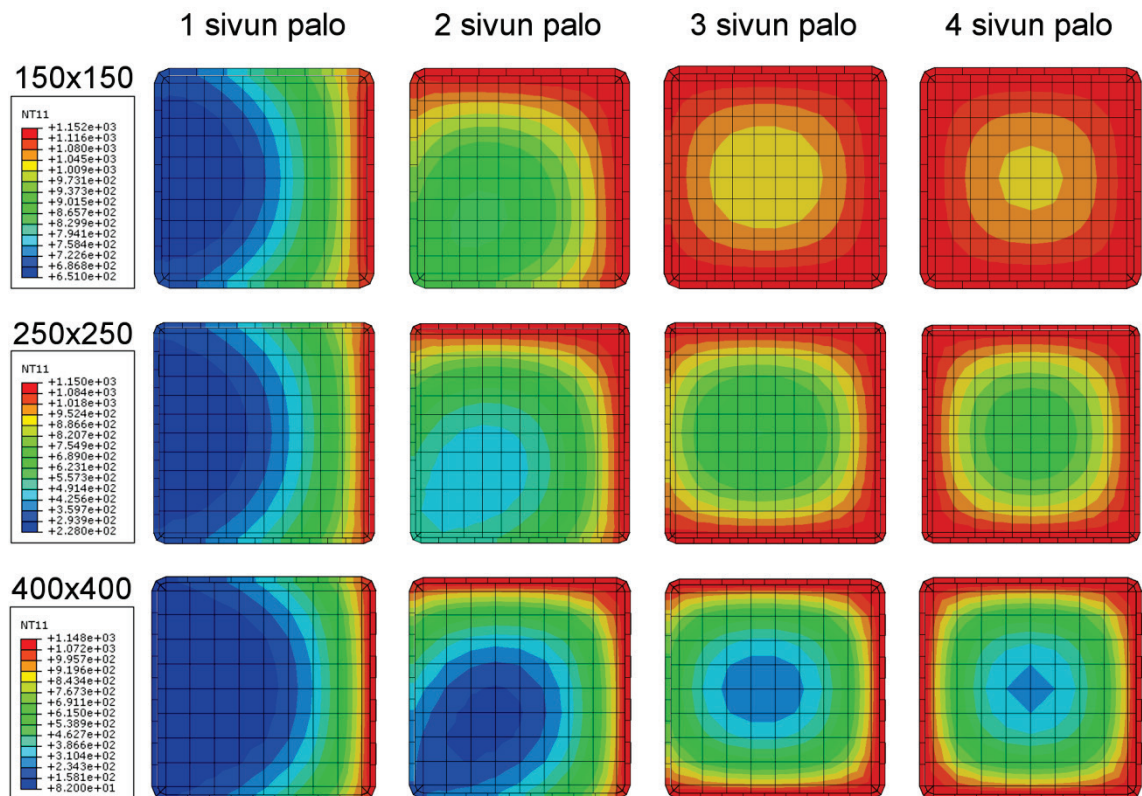 1 sivun palo 2 sivun palo 3 sivun palo 4 sivun palo
150x150
NT11
+1.152e+03
+1.116e+03
+1.080e+03
+1.045e+03
+1.009e+03
+9.731e+02
+9.373e+02
+9.015e+02
+8.657e+02
+8.299e+02
+7.941e+02
+7.584e+02
+7.226e+02
+6.868e+02
+6.510e+02
250x250
NT11
+1.150e+03
+1.084e+03
+1.018e+03
+9.524e+02
+8.866e+02
+8.207e+02
+7.549e+02
+6.890e+02
+6.231e+02
+5.573e+02
+4.914e+02
+4.256e+02
+3.597e+02
+2.939e+02
+2.280e+02
400x400
NT11
+1.148e+03
+1.072e+03
+9.957e+02
+9.196e+02
+8.434e+02
+7.673e+02
+6.911e+02
+6.150e+02
+5.389e+02
+4.627e+02
+3.866e+02
+3.104e+02
+2.343e+02
+1.581e+02
+8.200e+01